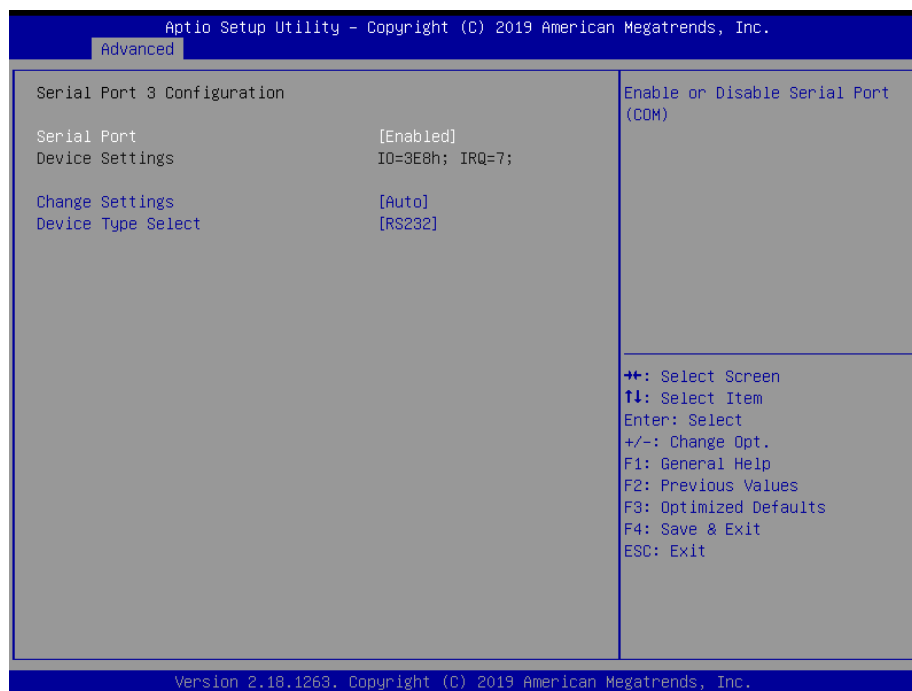 Aptio Setup Utility – Copyright (C) 2019 American Megatrends, Inc.
Advanced
Serial Port 3 Configuration
Serial Port [Enabled]
Device Settings IO=3E8h; IRQ=7;
Change Settings [Auto]
Device Type Select [RS232]
Enable or Disable Serial Port
(COM)
→←: Select Screen
↑↓: Select Item
Enter: Select
+/-: Change Opt.
F1: General Help
F2: Previous Values
F3: Optimized Defaults
F4: Save & Exit
ESC: Exit
Version 2.18.1263. Copyright (C) 2019 American Megatrends, Inc.